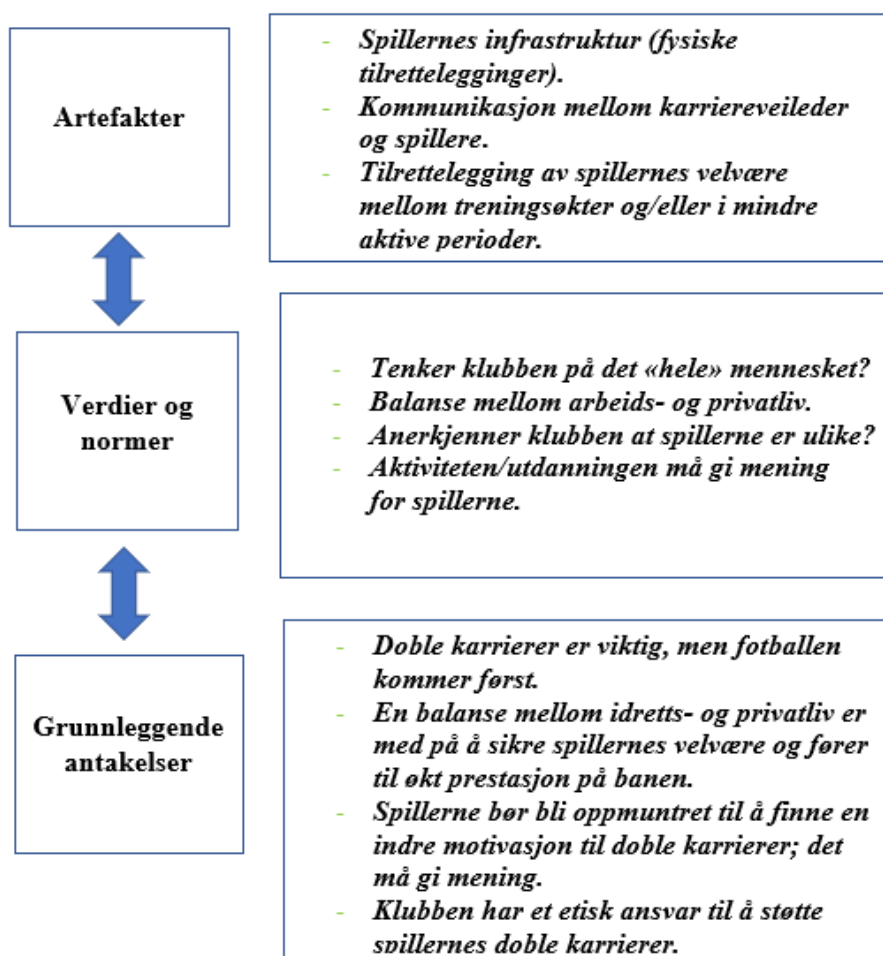 Artefakter
- Spillernes infrastruktur (fysiske
tilrettelegginger).
- Kommunikasjon mellom karriereveileder
og spillere.
- Tilrettelegging av spillernes velvære
mellom treningsøkter og/eller i mindre
aktive perioder.
Verdier og
normer
- Tenker klubben på det «hele» mennesket?
- Balanse mellom arbeids- og privatliv.
- Anerkjenner klubben at spillerne er ulike?
- Aktiviteten/utdanningen må gi mening
for spillerne.
Grunnleggende
antakelser
- Doble karrierer er viktig, men fotballen
kommer først.
- En balanse mellom idretts- og privatliv er
med på å sikre spillernes velvære og fører
til økt prestasjon på banen.
- Spillerne bør bli oppmuntret til å finne en
indre motivasjon til doble karrierer; det
må gi mening.
- Klubben har et etisk ansvar til å støtte
spillernes doble karrierer.